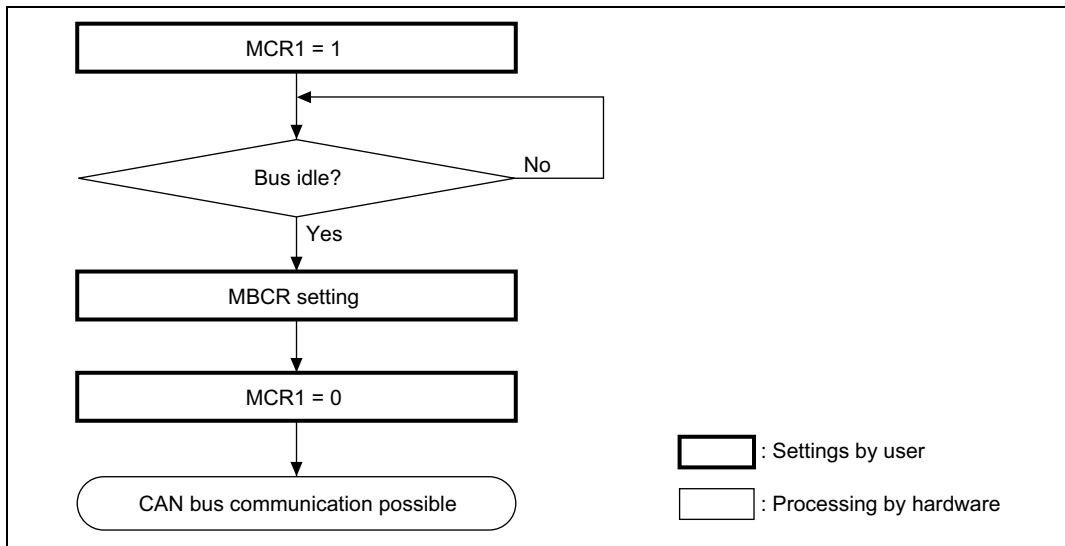 MCR1 = 1
Bus idle?
No
Yes
MBCR setting
MCR1 = 0
CAN bus communication possible
: Settings by user
: Processing by hardware